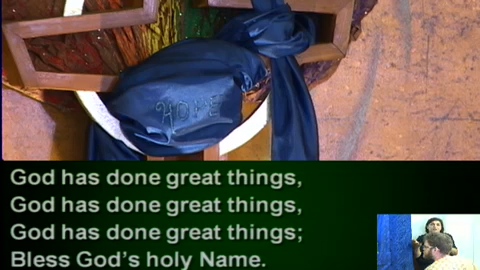 HOPE
God has done great things,
God has done great things,
God has done great things;
Bless God's holy Name.